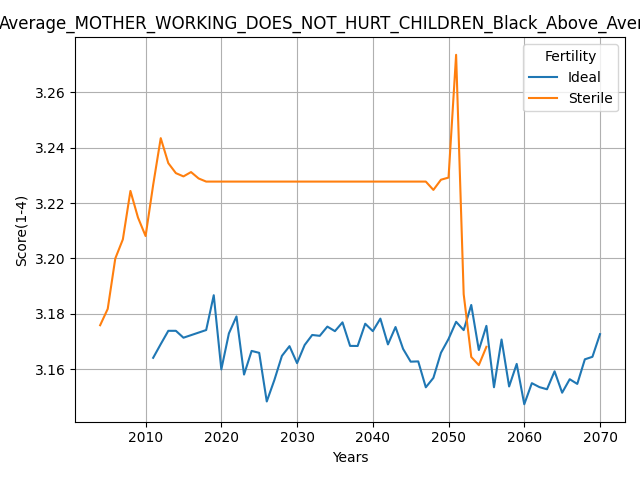 Average_MOTHER_WORKING_DOES_NOT_HURT_CHILDREN_Black_Above_Aver
Fertility
Ideal
Sterile
Score(1-4)
3.26
3.24
3.22
3.20
3.18
3.16
2010 2020 2030 2040 2050 2060 2070
Years